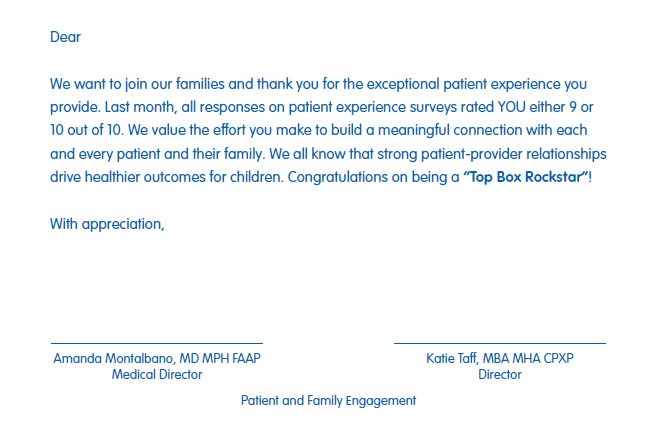 Dear
We want to join our families and thank you for the exceptional patient experience you
provide. Last month, all responses on patient experience surveys rated YOU either 9 or
10 out of 10. We value the effort you make to build a meaningful connection with each
and every patient and their family. We all know that strong patient-provider relationships
drive healthier outcomes for children. Congratulations on being a “Top Box Rockstar”!
With appreciation,
Amanda Montalbano, MD MPH FAAP
Medical Director
Katie Taff, MBA MHA CPXP
Director
Patient and Family Engagement